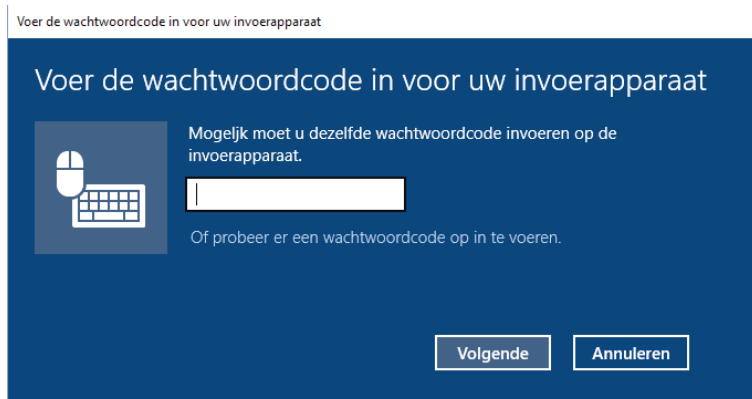 Voer de wachtwoordcode in voor uw invoerapparaat
Voer de wachtwoordcode in voor uw invoerapparaat
Mogeljk moet u dezelfde wachtwoordcode invoeren op de
invoerapparaat.
Of probeer er een wachtwoordcode op in te voeren.
Volgende
Annuleren